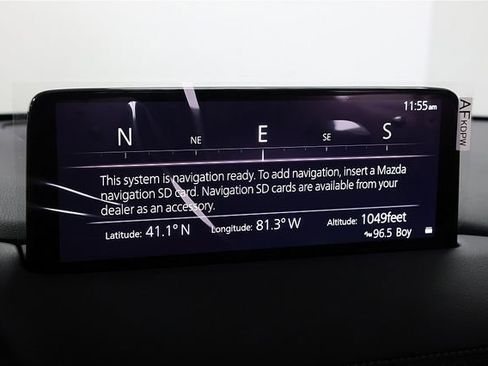 11:55am
N NE E SE S
This system is navigation ready. To add navigation, insert a Mazda
navigation SD card. Navigation SD cards are available from your
dealer as an accessory.
Latitude: 41.1° N Longitude: 81.3° W Altitude: 1049feet
96.5 Boy
AFKOPW